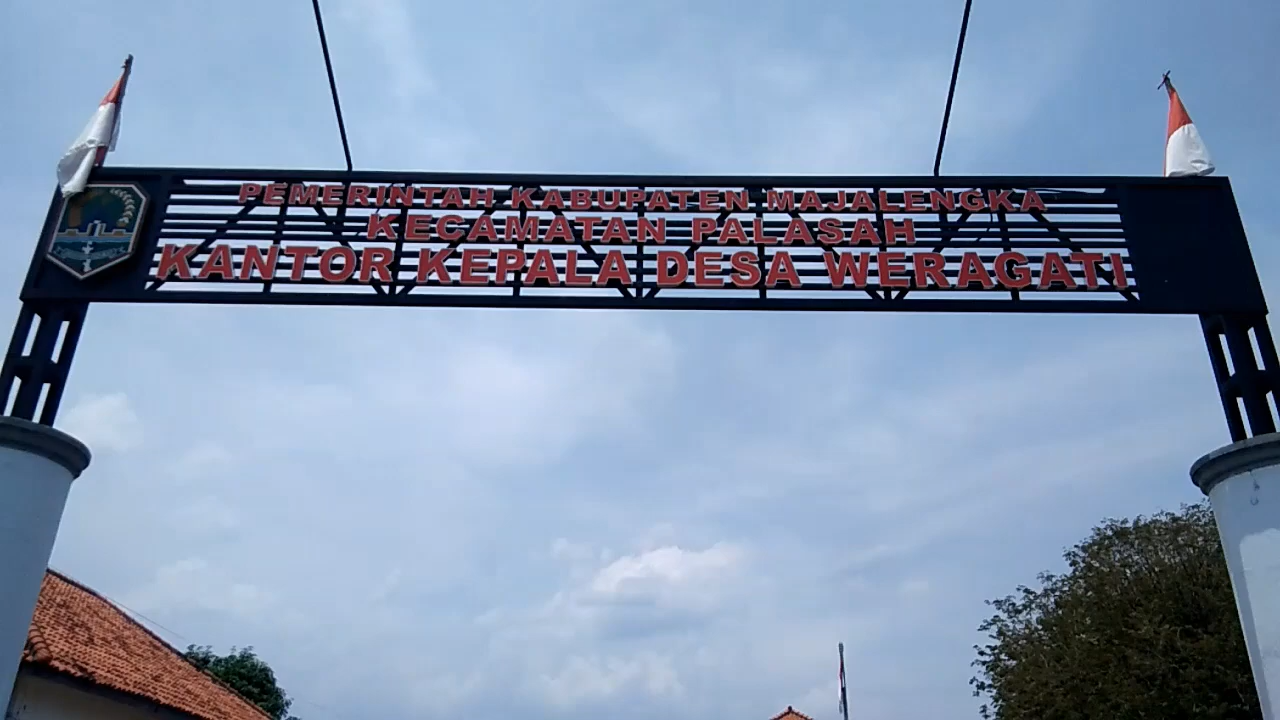 PEMERINTAH KABUPATEN MAJALENGKA
KECAMATAN PALASAH
KANTOR KEPALA DESA WERAGATI